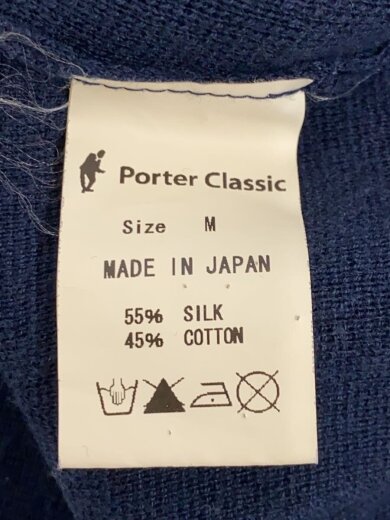 Porter Classic
Size M
MADE IN JAPAN
55% SILK
45% COTTON